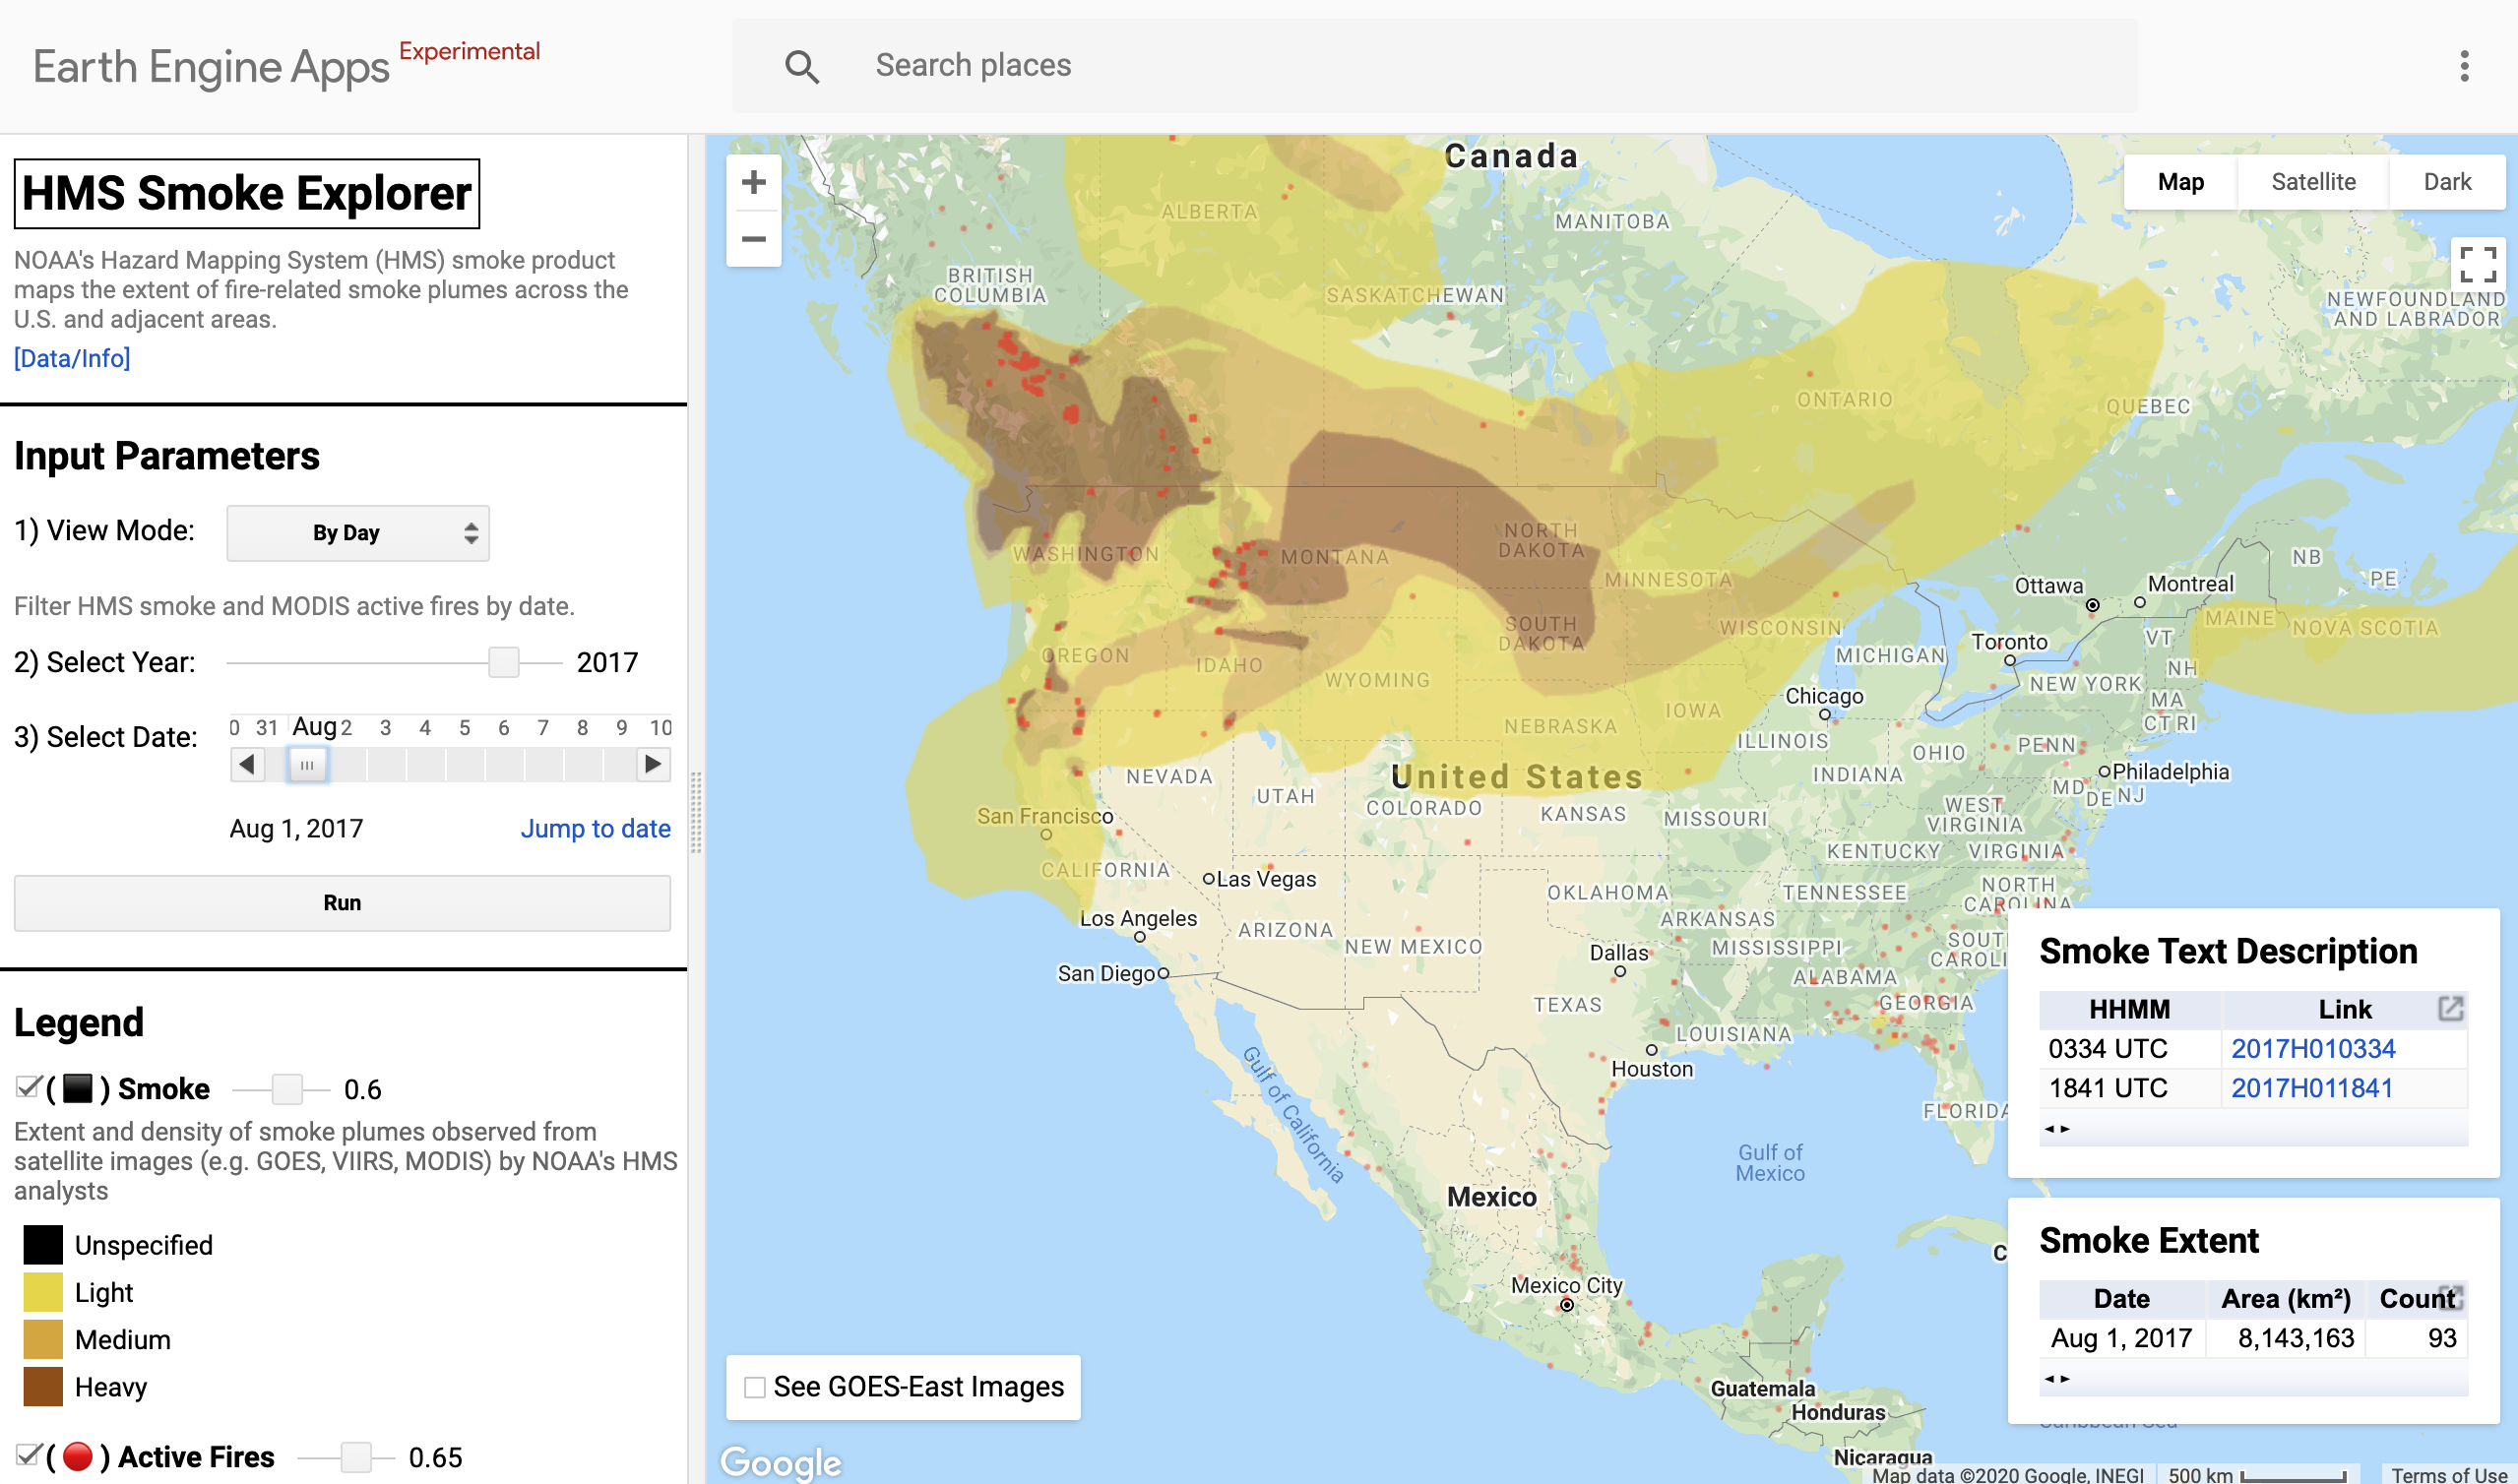 Earth Engine Apps Experimental
Search places
HMS Smoke Explorer
NOAA's Hazard Mapping System (HMS) smoke product
maps the extent of fire-related smoke plumes across the
U.S. and adjacent areas.
[Data/Info]
Input Parameters
1) View Mode:
By Day
Filter HMS smoke and MODIS active fires by date.
2) Select Year:
2017
3) Select Date:
0 31 Aug 2 3 4 5 6 7 8 9 10
Aug 1, 2017
Jump to date
Run
Legend
( ) Smoke 0.6
Extent and density of smoke plumes observed from
satellite images (e.g. GOES, VIIRS, MODIS) by NOAA's HMS
analysts
Unspecified
Light
Medium
Heavy
( ) Active Fires 0.65
+
−
Map
Satellite
Dark
Canada
ALBERTA
MANITOBA
BRITISH
COLUMBIA
SASKATCHEWAN
NEWFOUNDLAND
AND LABRADOR
ONTARIO
QUEBEC
WASHINGTON
MONTANA
NORTH
DAKOTA
MINNESOTA
NB
PE
Ottawa
Montreal
MAINE
NOVA SCOTIA
SOUTH
DAKOTA
WISCONSIN
Toronto
VT
NH
OREGON
IDAHO
WYOMING
MICHIGAN
NEW YORK
MA
CT RI
Chicago
IOWA
NEBRASKA
ILLINOIS
OHIO
PENN
NEVADA
United States
INDIANA
Philadelphia
UTAH
COLORADO
KANSAS
MISSOURI
WEST
VIRGINIA
MD
DE NJ
San Francisco
KENTUCKY
VIRGINIA
CALIFORNIA
Las Vegas
OKLAHOMA
TENNESSEE
NORTH
CAROLINA
Los Angeles
ARIZONA
NEW MEXICO
ARKANSAS
MISSISSIPPI
SOUT
CAROLI
Dallas
San Diego
ALABAMA
GEORGIA
TEXAS
LOUISIANA
Houston
Gulf of California
FLORIDA
Gulf of
Mexico
Mexico
Mexico City
C
Guatemala
Honduras
Nicaragua
Caribbean Sea
See GOES-East Images
Google
Smoke Text Description
HHMM Link
0334 UTC 2017H010334
1841 UTC 2017H011841
Smoke Extent
Date Area (km²) Count
Aug 1, 2017 8,143,163 93
Map data ©2020 Google, INEGI
500 km
Terms of Use